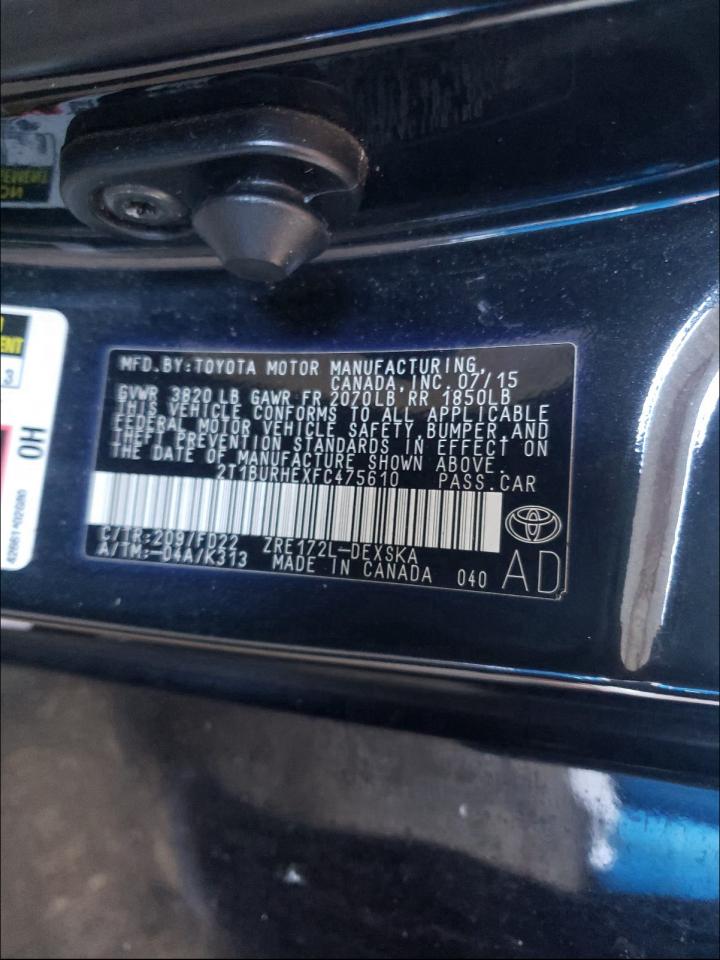 MFD.BY:TOYOTA MOTOR MANUFACTURING,
CANADA, INC. 07/15
GVWR 3820 LB GAWR FR 2070LB RR 1850LB
THIS VEHICLE CONFORMS TO ALL APPLICABLE
FEDERAL MOTOR VEHICLE SAFETY, BUMPER, AND
THEFT PREVENTION STANDARDS IN EFFECT ON
THE DATE OF MANUFACTURE SHOWN ABOVE.
2T1BURHEXFC475610 PASS.CAR
C/TR:209/FD22 ZRE172L-DEXSKA
A/TM:-04A/K313 MADE IN CANADA 040 AD
HO
3